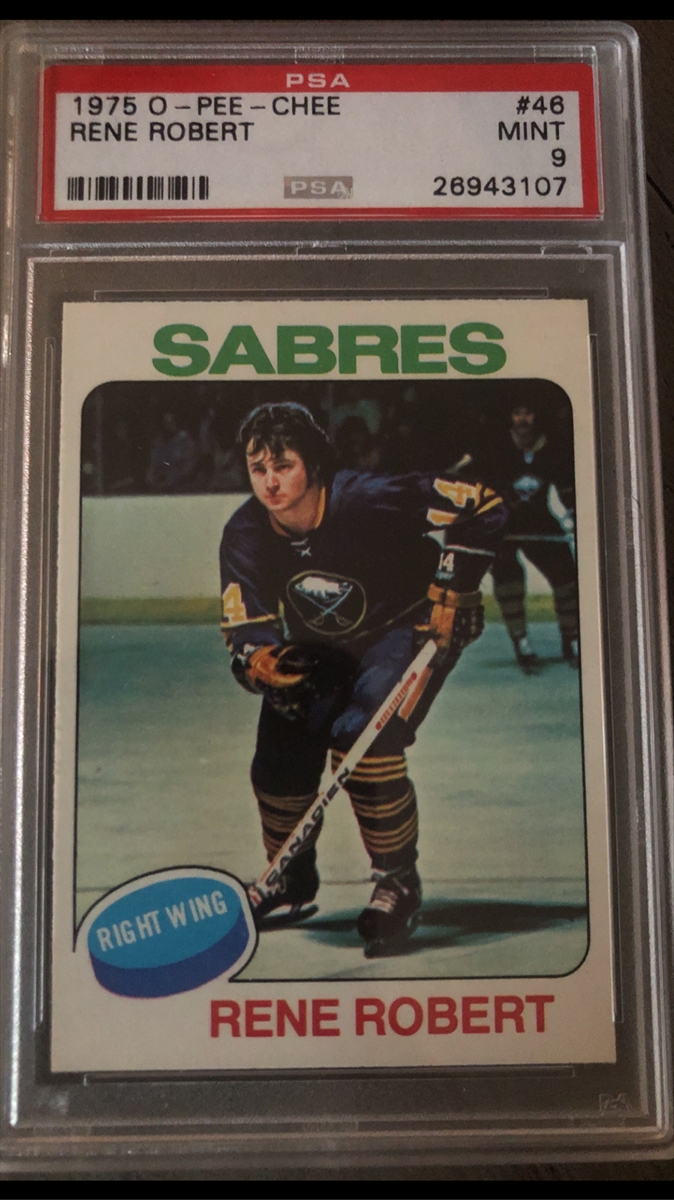 PSA
1975 O-PEE-CHEE #46
RENE ROBERT MINT
9
PSA 26943107
SABRES
14
14
4
CANADIEN
RIGHT WING
RENE ROBERT